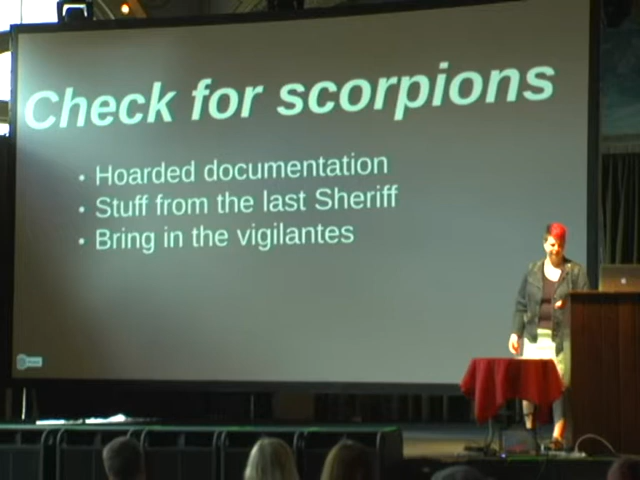 Check for scorpions
• Hoarded documentation
• Stuff from the last Sheriff
• Bring in the vigilantes